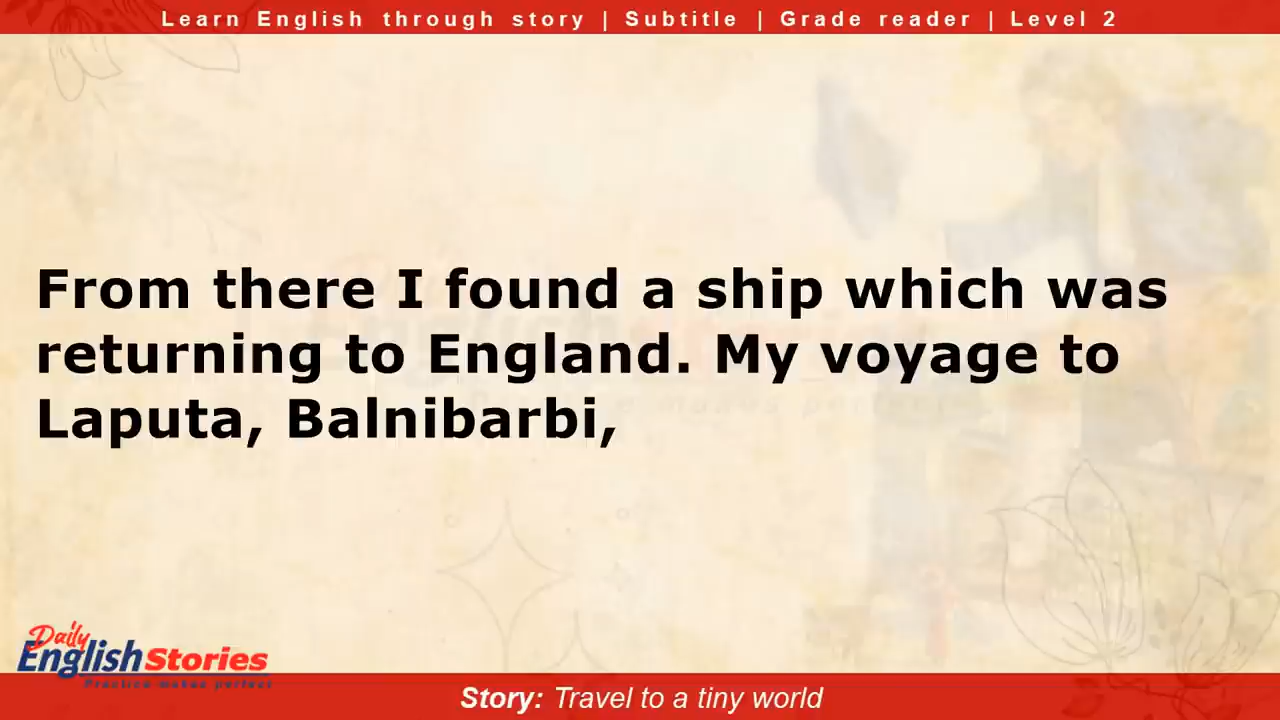 Learn English through story | Subtitle | Grade reader | Level 2
From there I found a ship which was
returning to England. My voyage to
Laputa, Balnibarbi,
Daily
English Stories
Practice makes perfect
Story: Travel to a tiny world